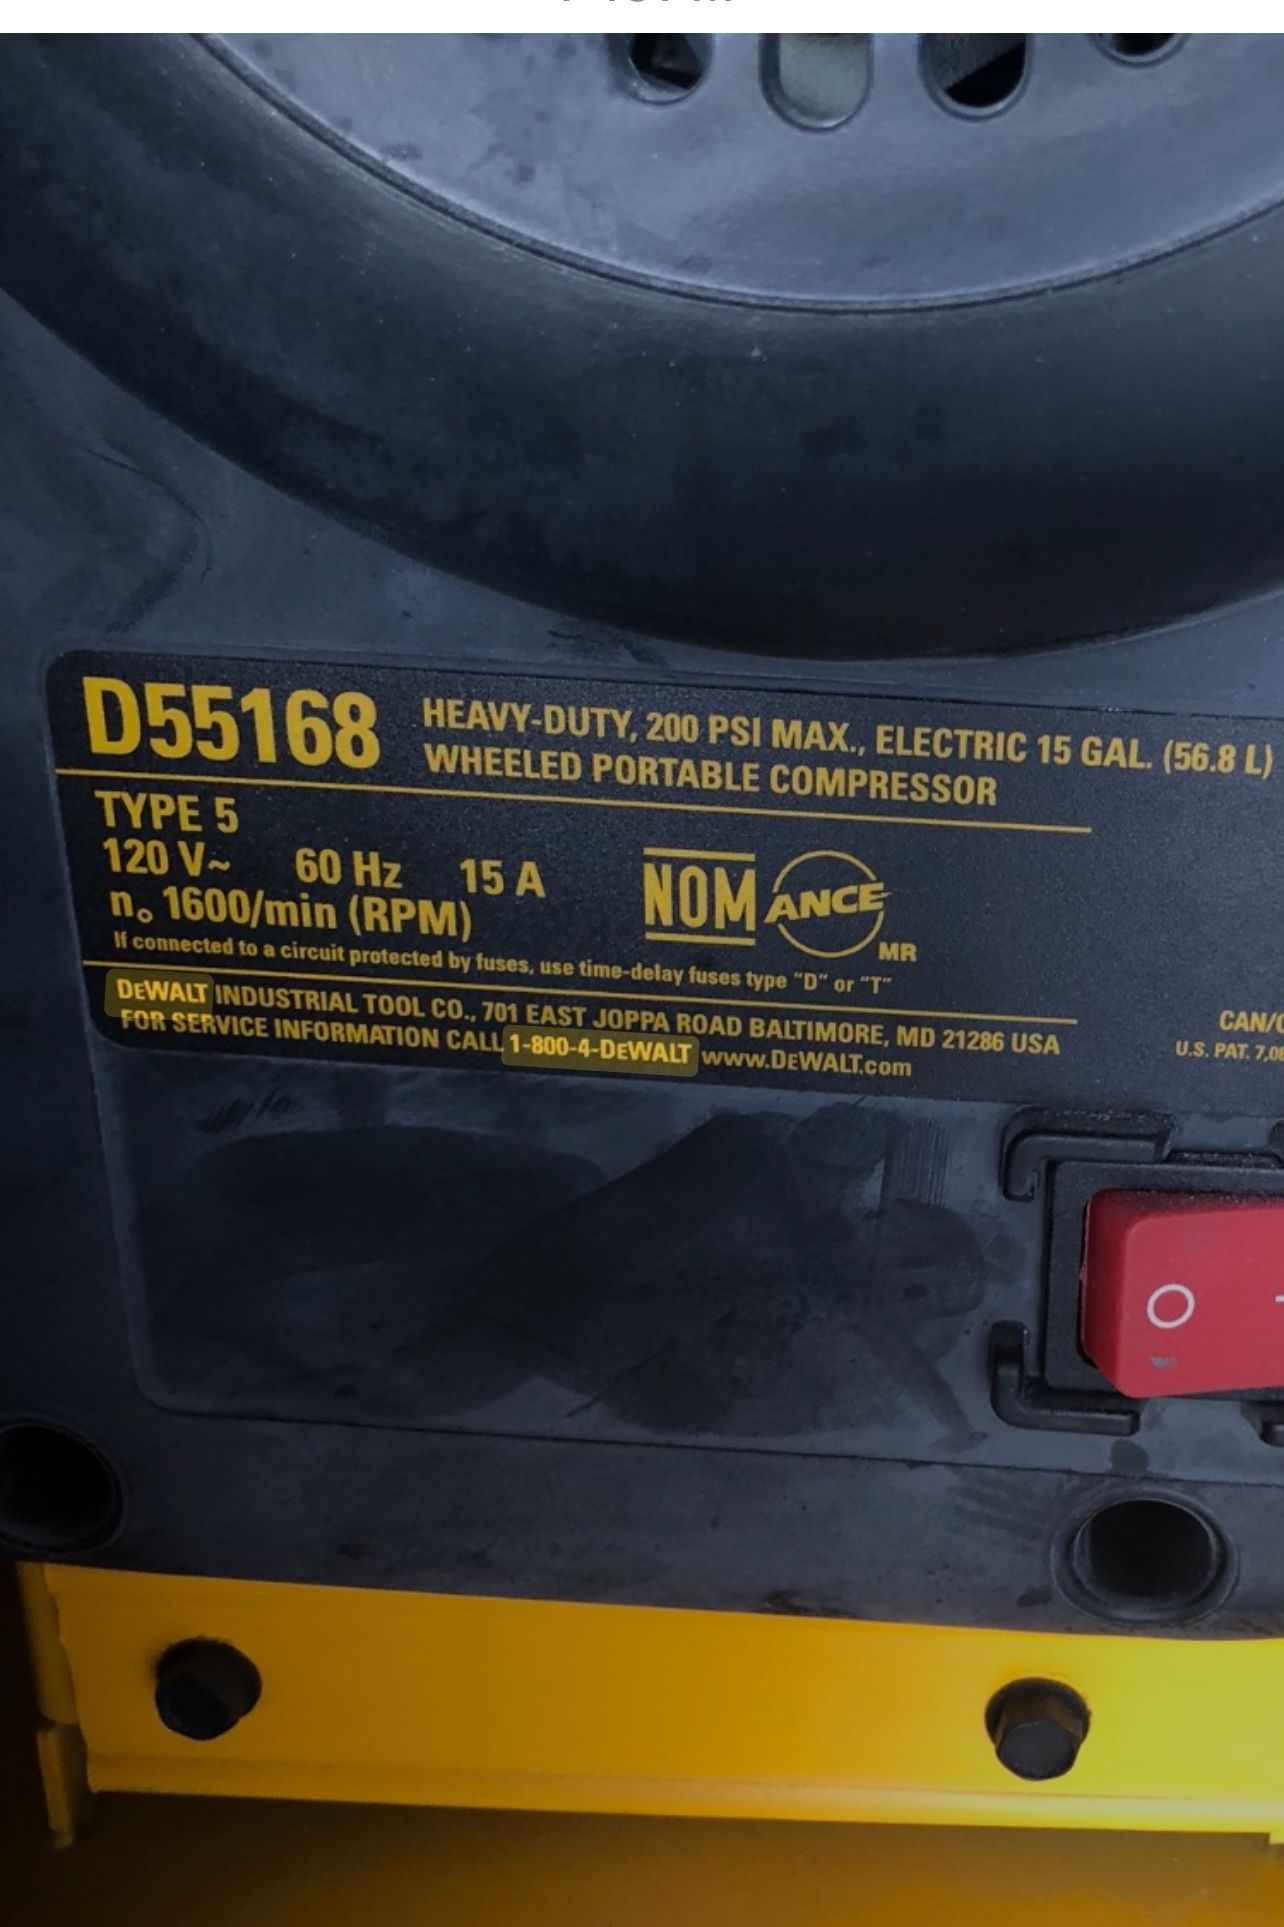 D55168
HEAVY-DUTY, 200 PSI MAX., ELECTRIC 15 GAL. (56.8 L)
WHEELED PORTABLE COMPRESSOR
TYPE 5
120 V~ 60 Hz 15 A
n₀ 1600/min (RPM)
NOM ANCE MR
If connected to a circuit protected by fuses, use time-delay fuses type "D" or "T"
DEWALT INDUSTRIAL TOOL CO., 701 EAST JOPPA ROAD BALTIMORE, MD 21286 USA
FOR SERVICE INFORMATION CALL 1-800-4-DEWALT www.DEWALT.com
U.S. PAT.
O